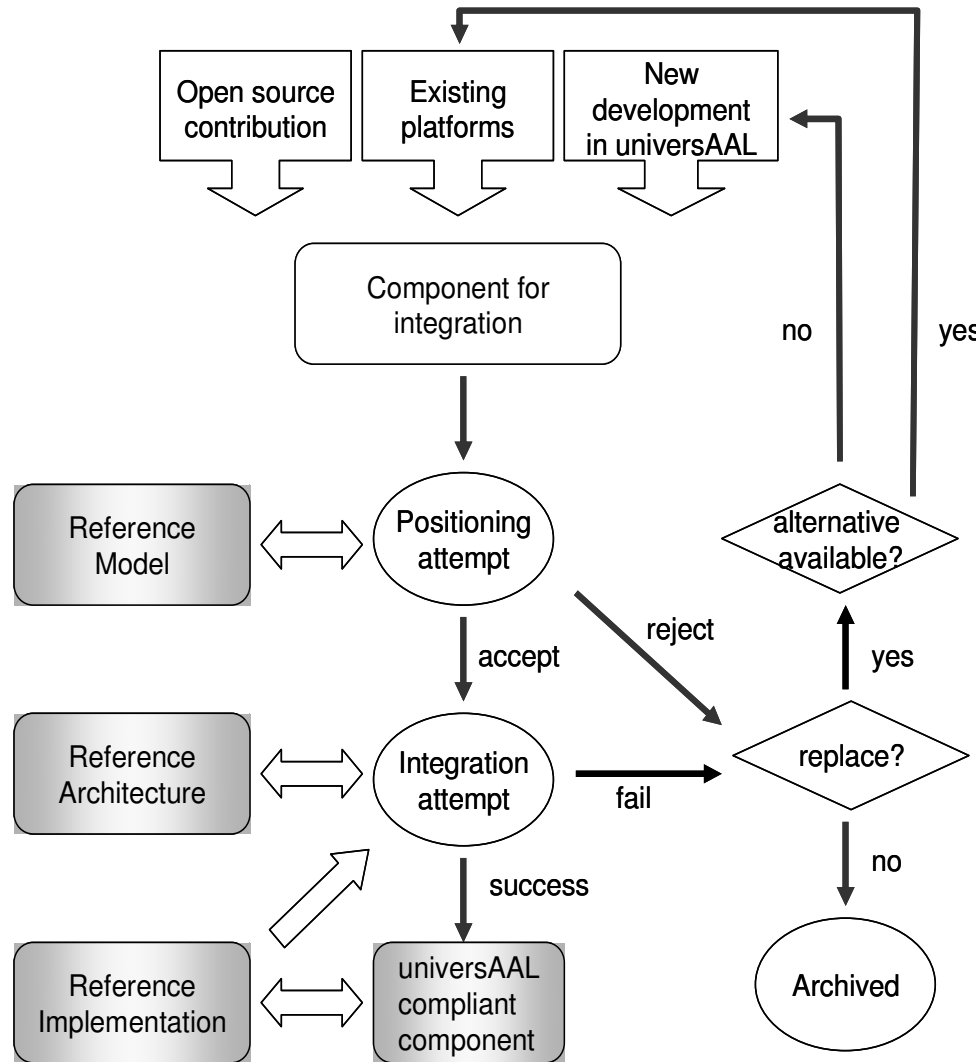 Open source
contribution
Existing
platforms
New
development
in universAAL
Component for
integration
no
yes
Reference
Model
Positioning
attempt
alternative
available?
reject
accept
yes
Reference
Architecture
Integration
attempt
fail
replace?
success
no
Reference
Implementation
universAAL
compliant
component
Archived